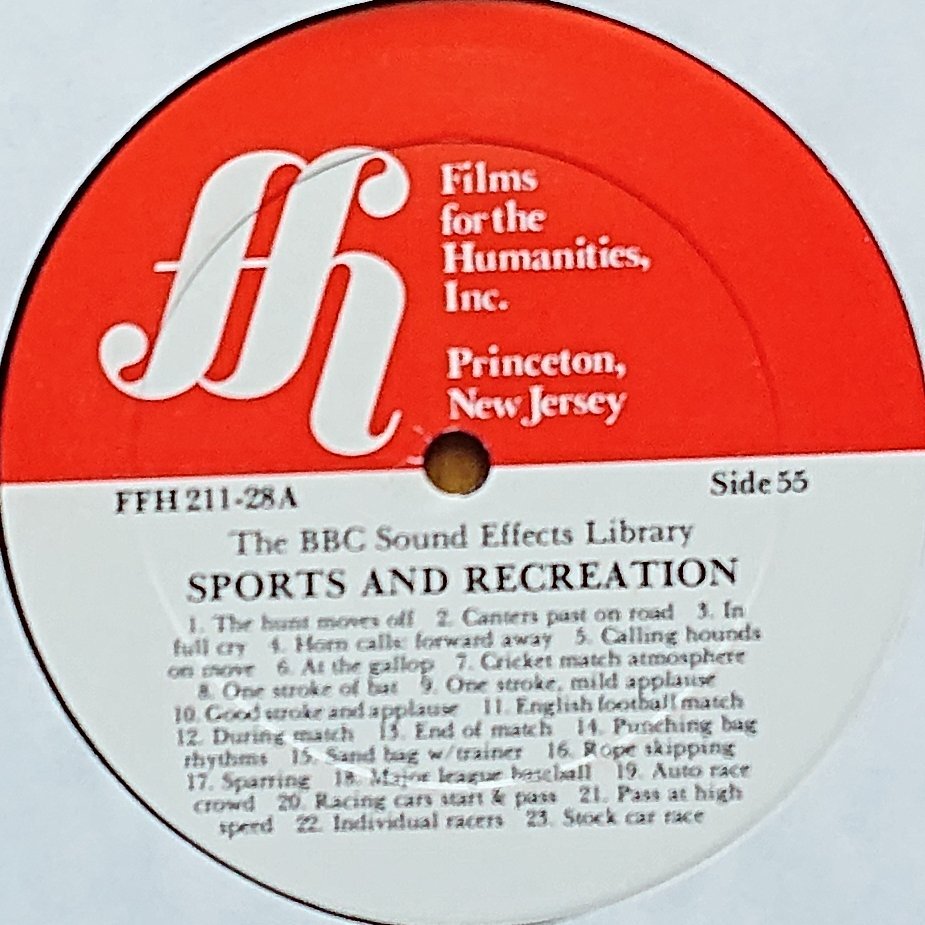 ffh
Films
for the
Humanities,
Inc.
Princeton,
New Jersey
FFH 211-28A
Side 55
The BBC Sound Effects Library
SPORTS AND RECREATION
1. The hunt moves off 2. Canters past on road 3. In
full cry 4. Horn calls: forward away 5. Calling hounds
on move 6. At the gallop 7. Cricket match atmosphere
8. One stroke of bat 9. One stroke, mild applause
10. Good stroke and applause 11. English football match
12. During match 13. End of match 14. Punching bag
rhythms 15. Sand bag w/trainer 16. Rope skipping
17. Sparring 18. Major league baseball 19. Auto race
crowd 20. Racing cars start & pass 21. Pass at high
speed 22. Individual racers 23. Stock car race